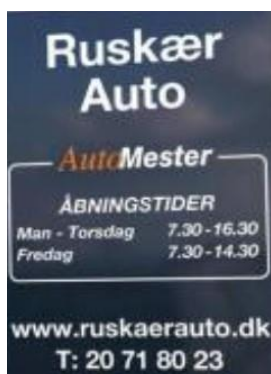 Ruskær
Auto
AutoMester
ÅBNINGSTIDER
Man - Torsdag 7.30 - 16.30
Fredag 7.30 - 14.30
www.ruskaerauto.dk
T: 20 71 80 23